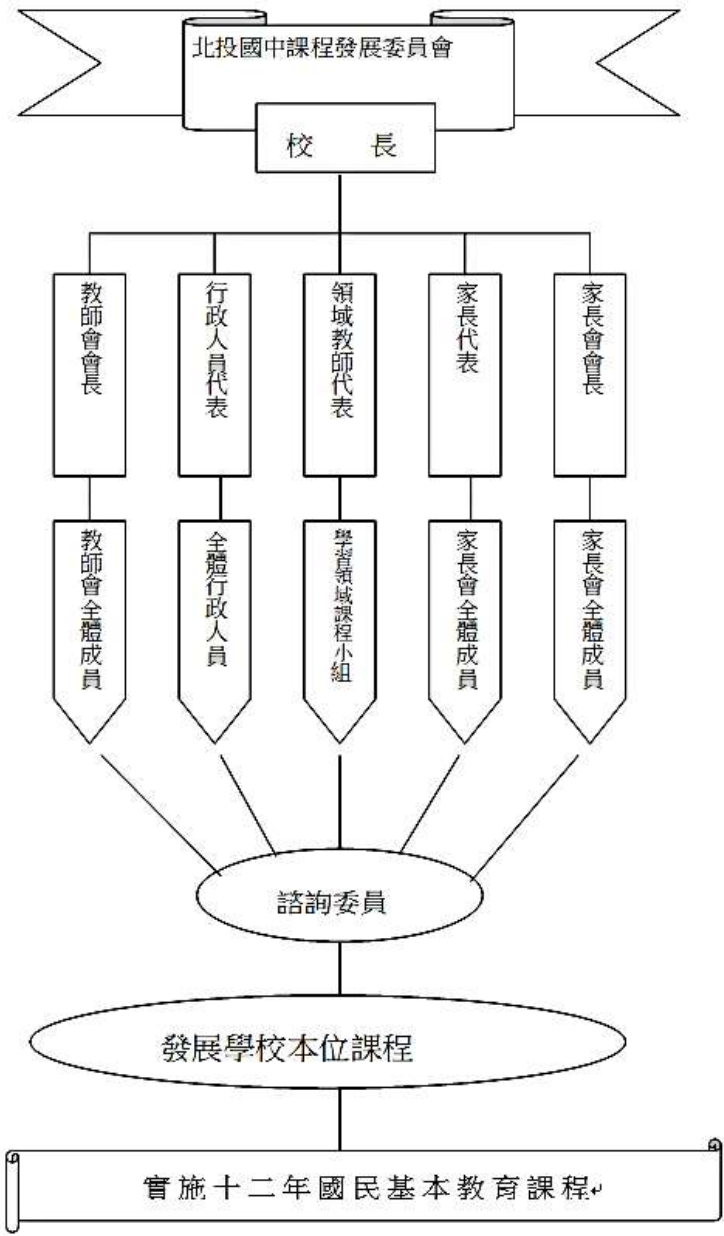 北投國中課程發展委員會
校 長
教師會會長
行政人員代表
領域教師代表
家長代表
家長會會長
教師會全體成員
全體行政人員
學習領域課程小組
家長會全體成員
家長會全體成員
諮詢委員
發展學校本位課程
實施十二年國民基本教育課程↵